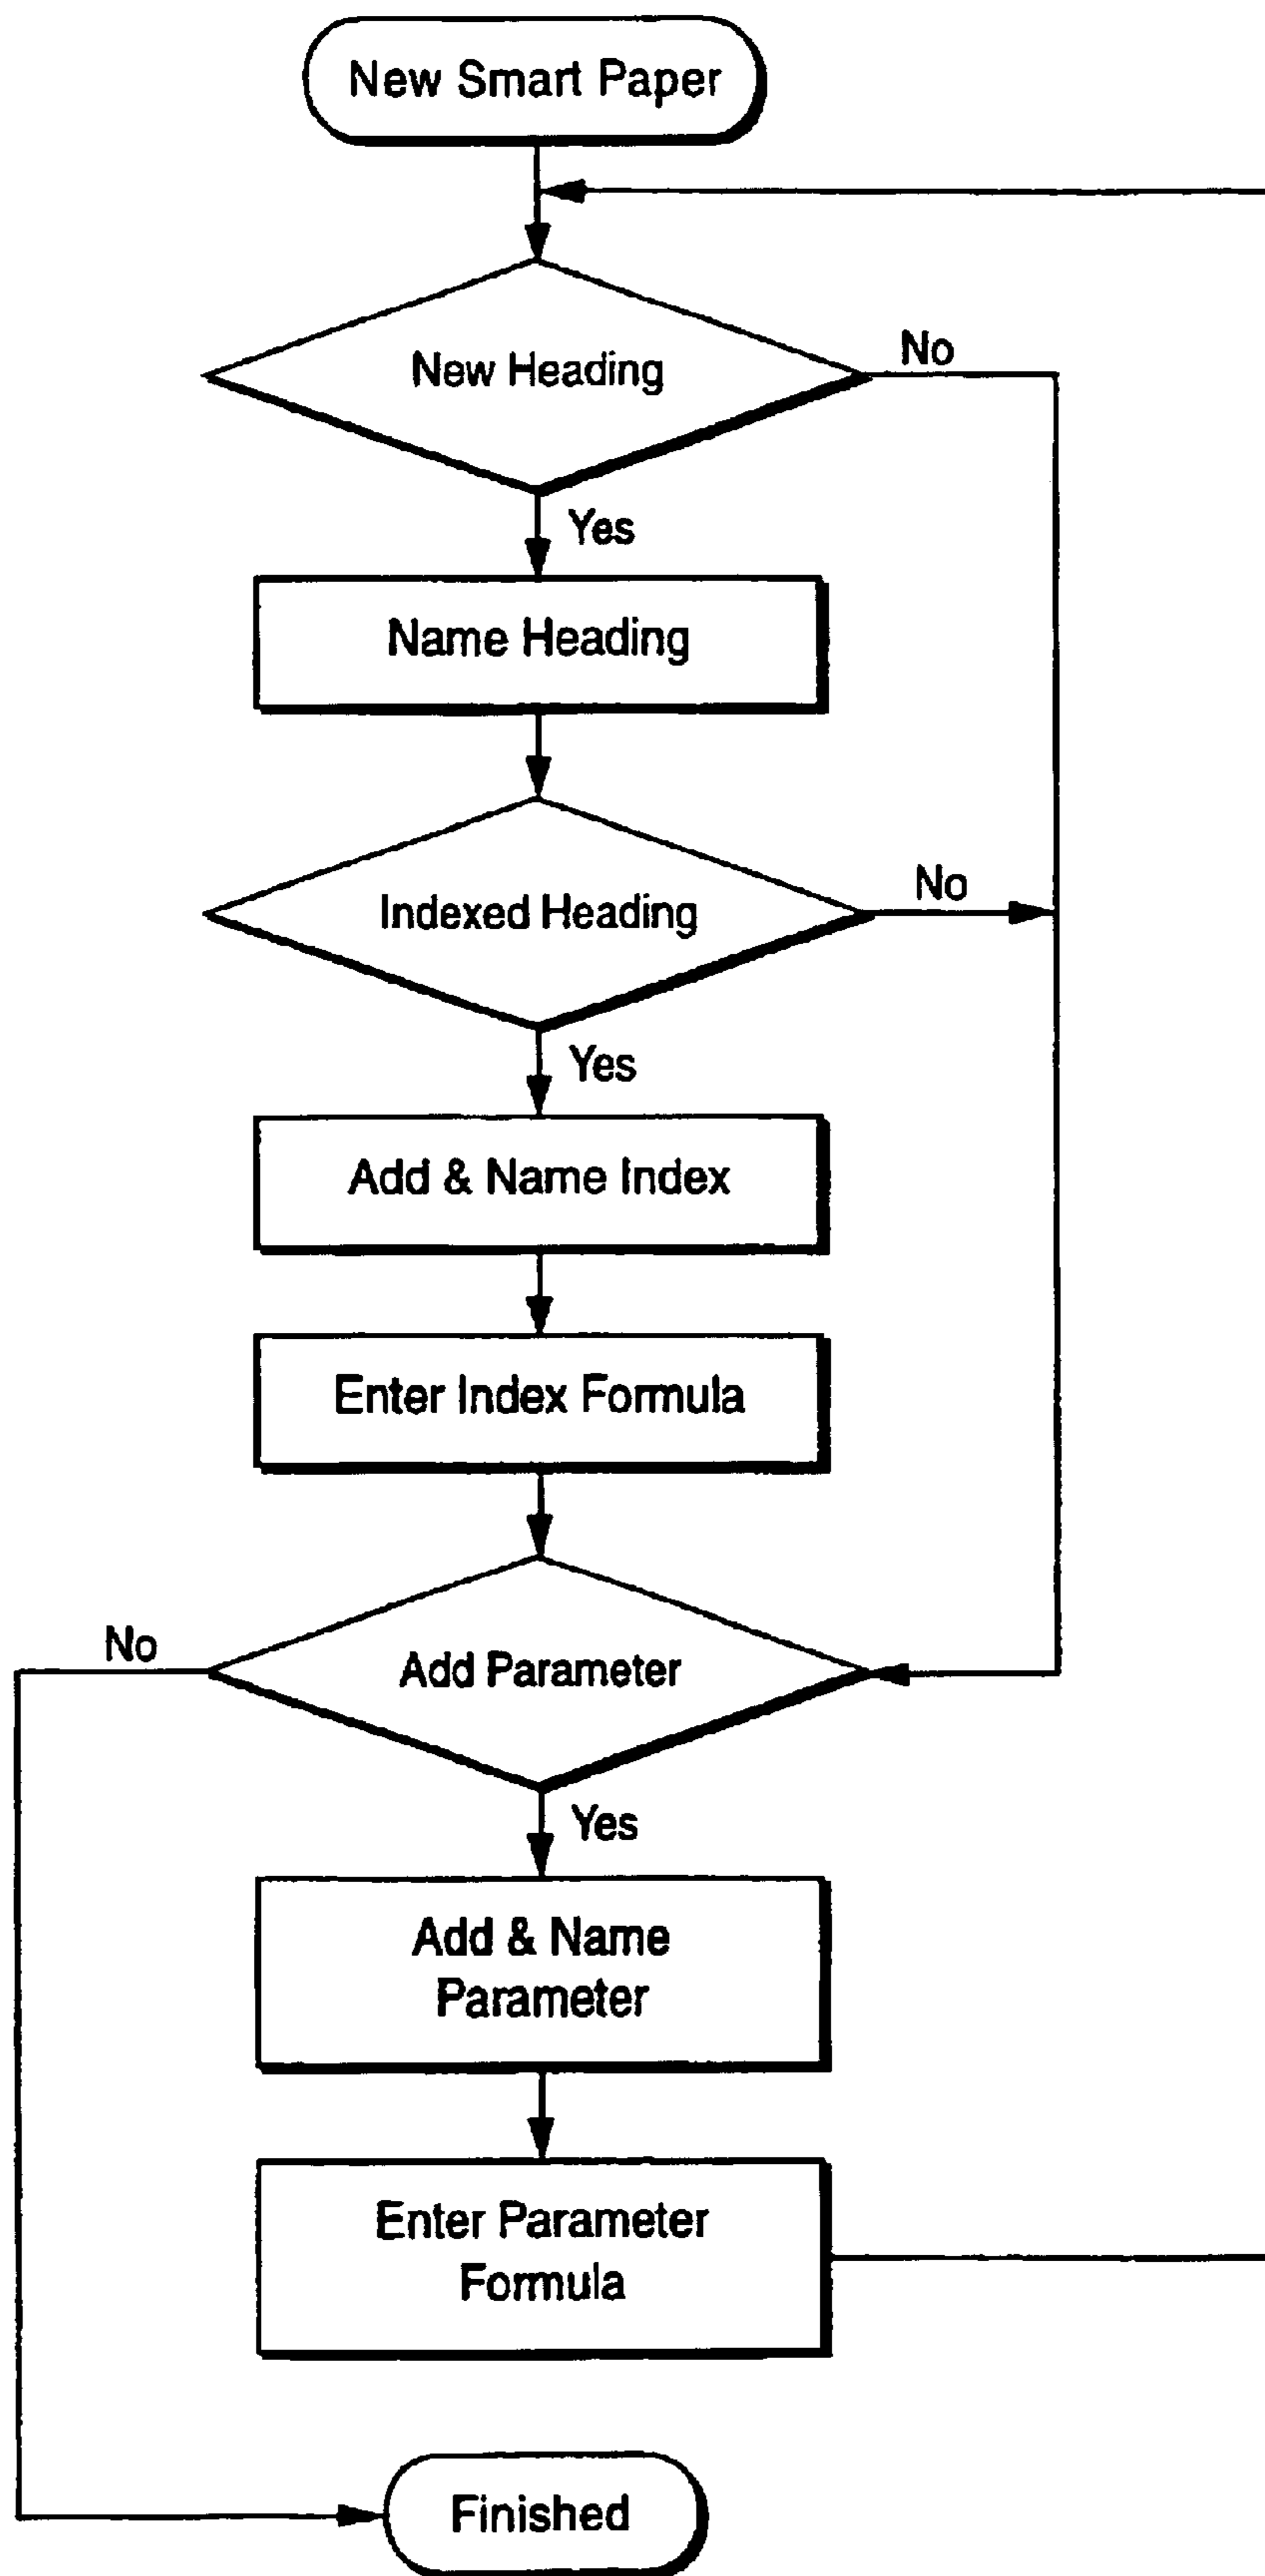 New Smart Paper
New Heading
No
Yes
Name Heading
Indexed Heading
No
Yes
Add & Name Index
Enter Index Formula
No
Add Parameter
Yes
Add & Name
Parameter
Enter Parameter
Formula
Finished